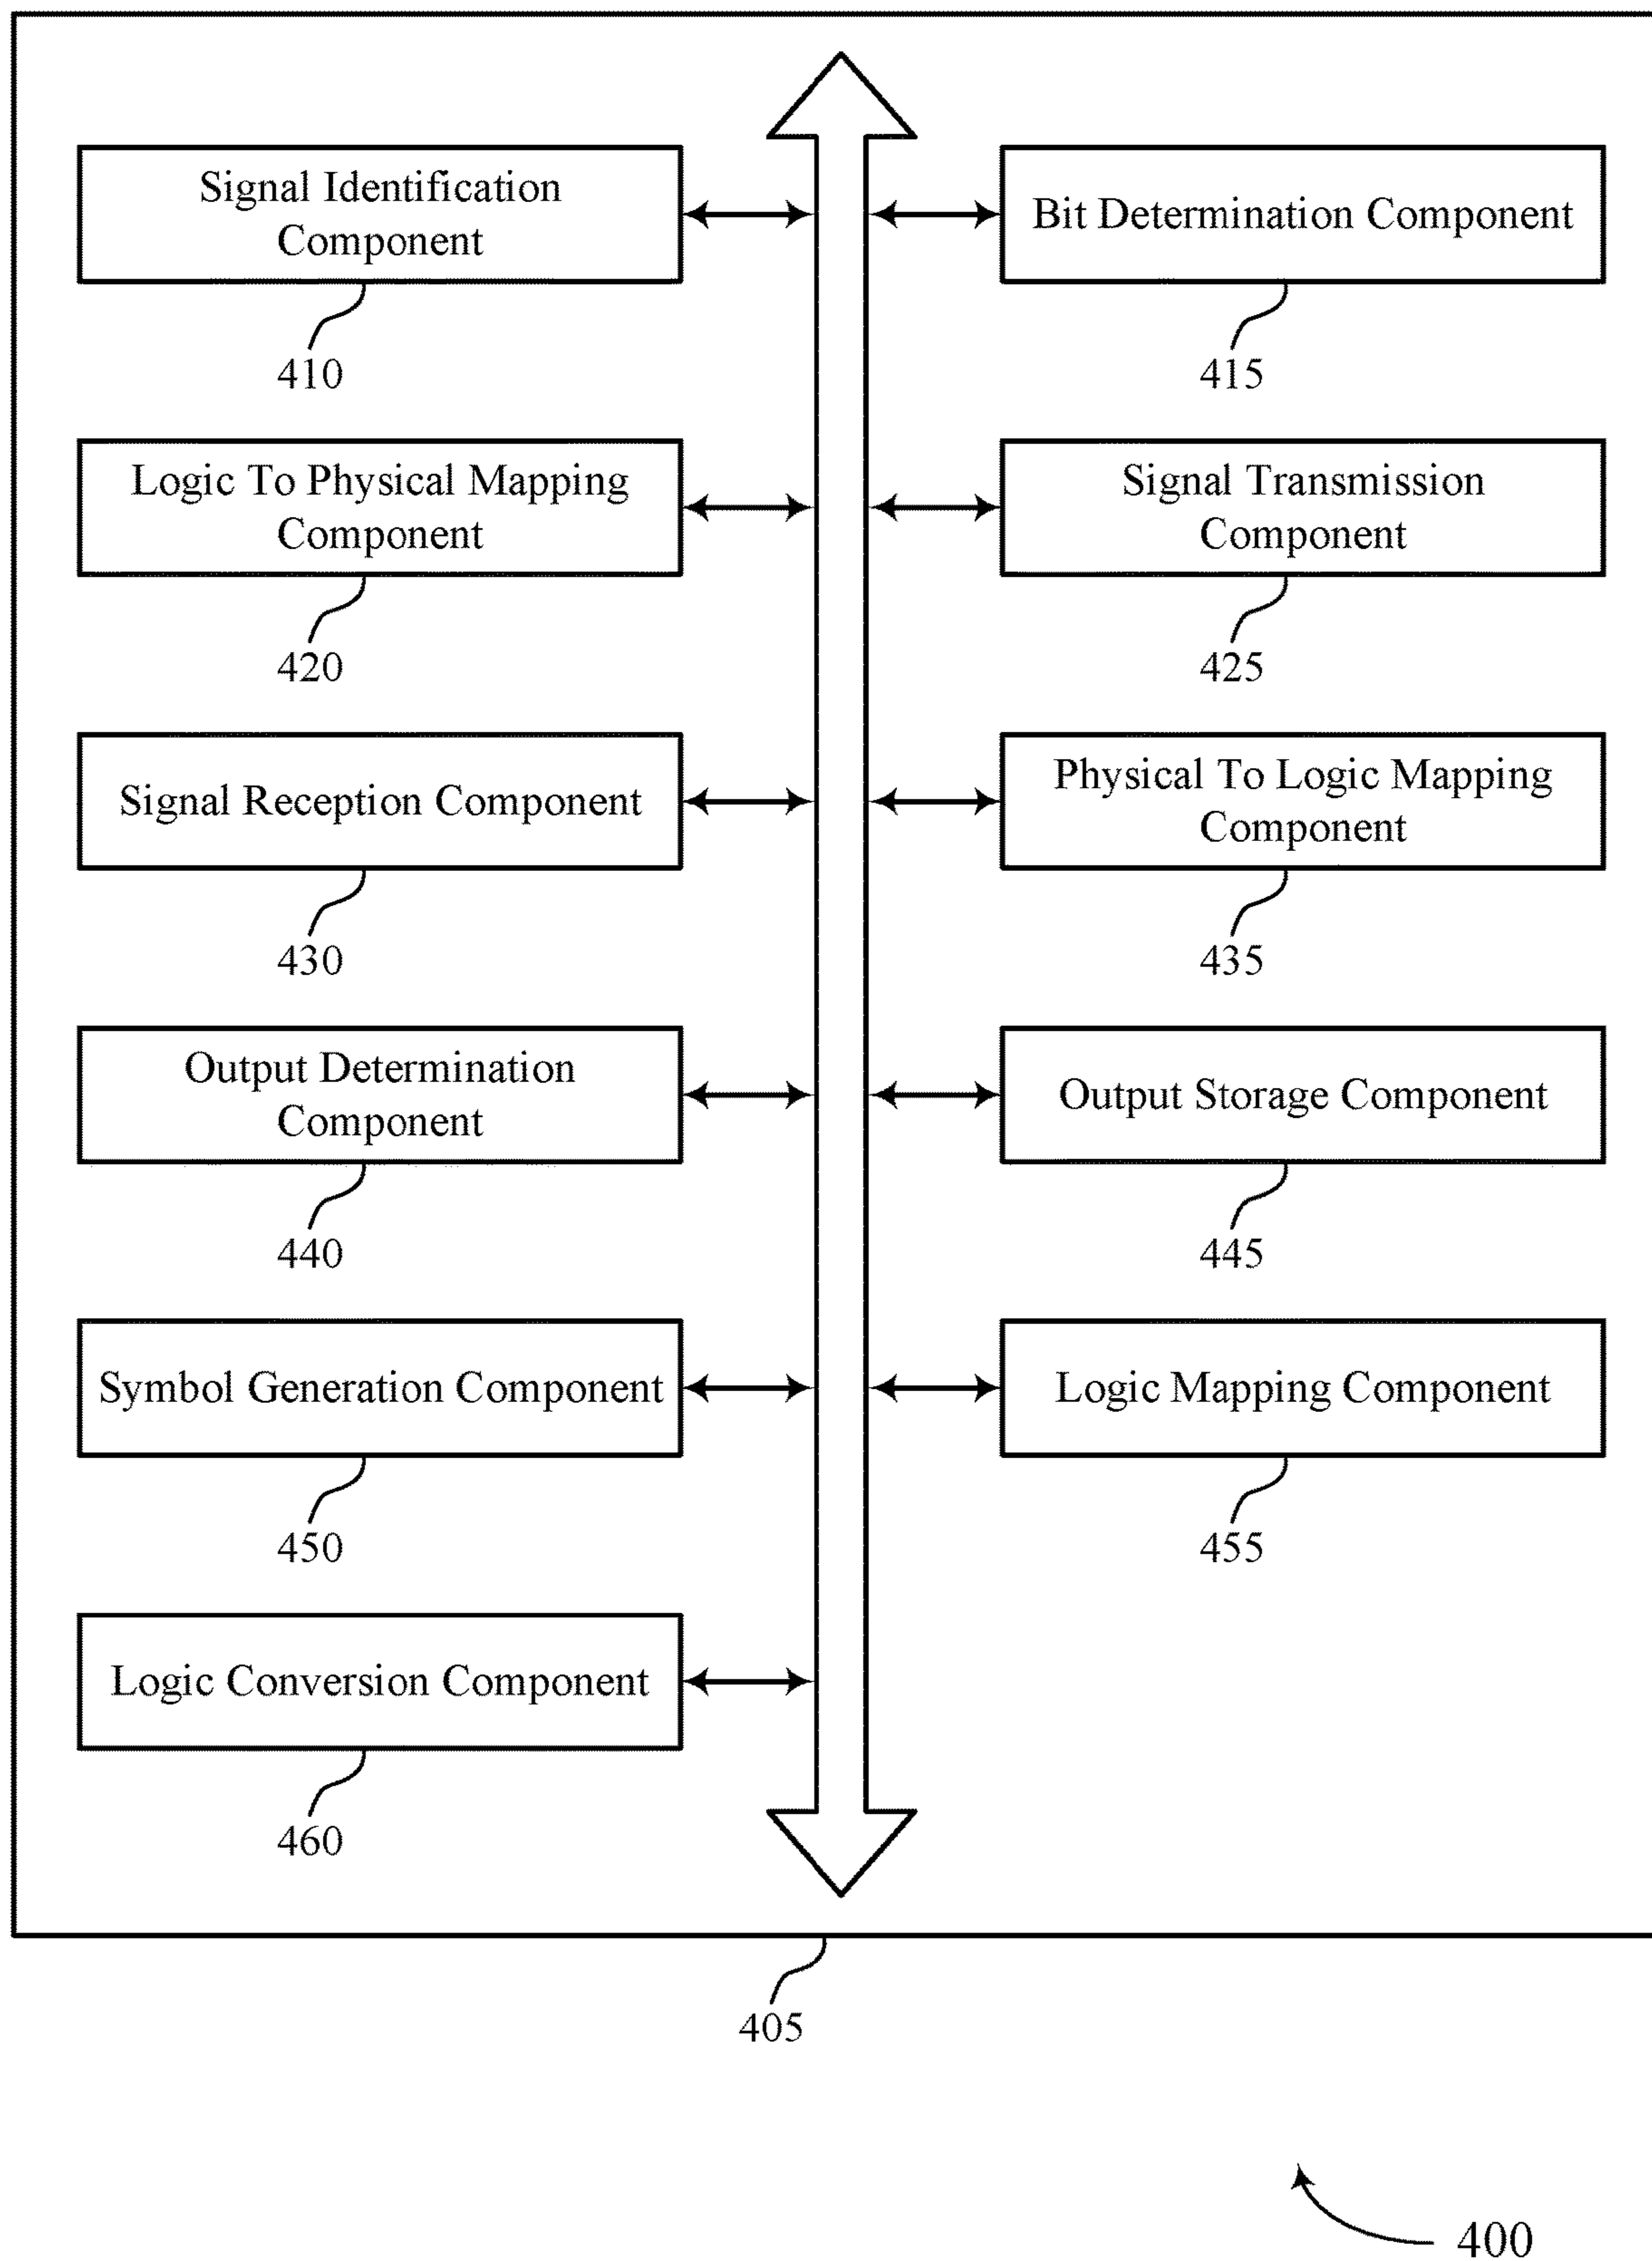 Signal Identification
Component
410
Bit Determination Component
415
Logic To Physical Mapping
Component
420
Signal Transmission
Component
425
Signal Reception Component
430
Physical To Logic Mapping
Component
435
Output Determination
Component
440
Output Storage Component
445
Symbol Generation Component
450
Logic Mapping Component
455
Logic Conversion Component
460
405
400